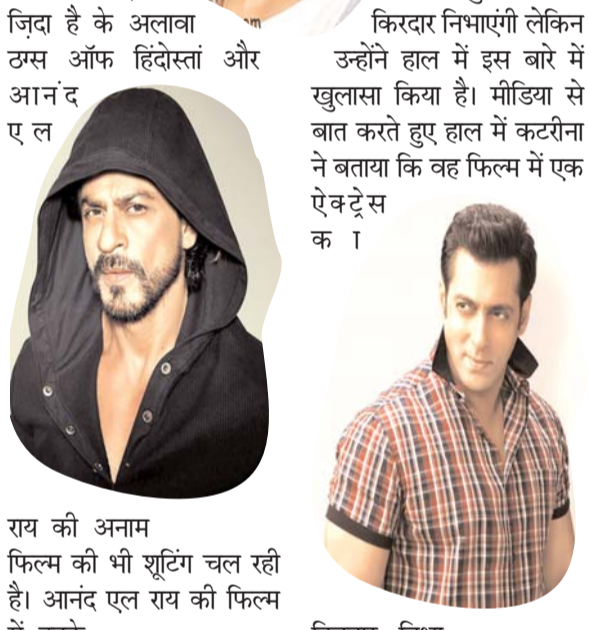 ज़िदा है के अलावा
ठग्स ऑफ हिंदोस्तां और
आनंद
एल
राय की अनाम
फिल्म की भी शूटिंग चल रही
है। आनंद एल राय की फिल्म
किरदार निभाएंगी लेकिन
उन्होंने हाल में इस बारे में
खुलासा किया है। मीडिया से
बात करते हुए हाल में कटरीना
ने बताया कि वह फिल्म में एक
ऐक्ट्रेस
का